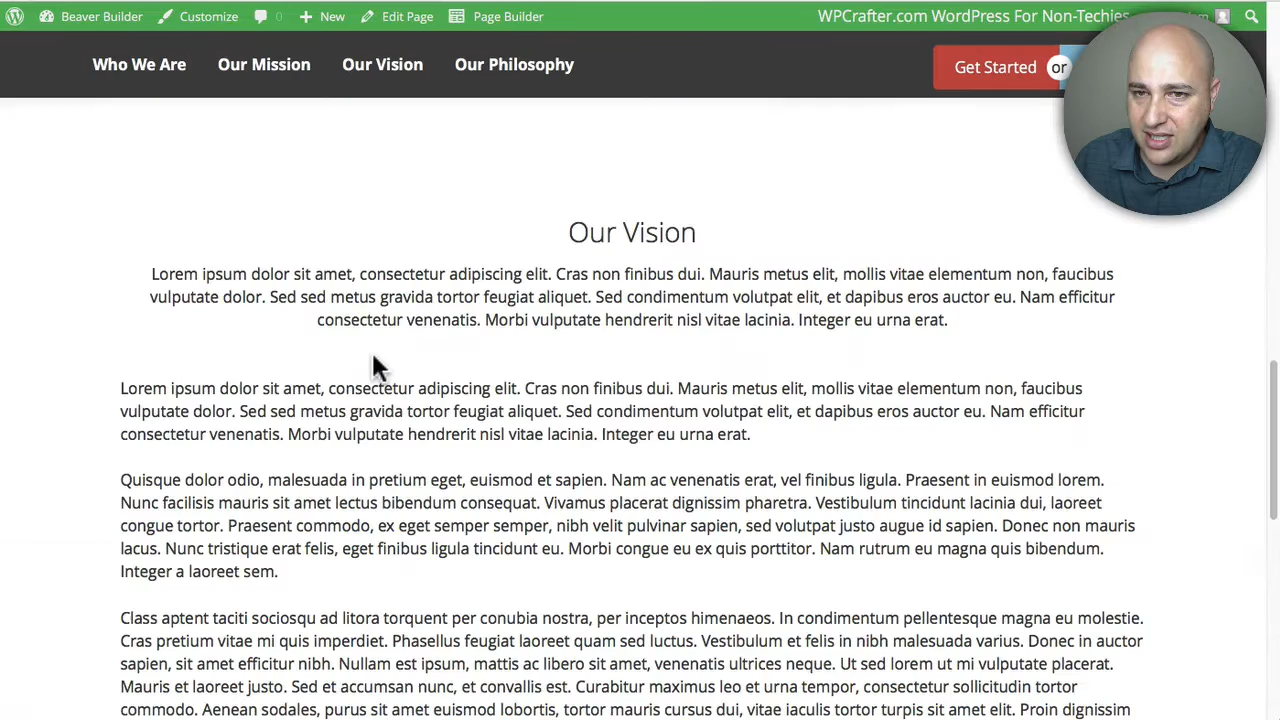 Beaver Builder Customize 0 New Edit Page Page Builder WPCrafter.com WordPress For Non-Techies
Who We Are Our Mission Our Vision Our Philosophy Get Started or
Our Vision
Lorem ipsum dolor sit amet, consectetur adipiscing elit. Cras non finibus dui. Mauris metus elit, mollis vitae elementum non, faucibus
vulputate dolor. Sed sed metus gravida tortor feugiat aliquet. Sed condimentum volutpat elit, et dapibus eros auctor eu. Nam efficitur
consectetur venenatis. Morbi vulputate hendrerit nisl vitae lacinia. Integer eu urna erat.
Lorem ipsum dolor sit amet, consectetur adipiscing elit. Cras non finibus dui. Mauris metus elit, mollis vitae elementum non, faucibus
vulputate dolor. Sed sed metus gravida tortor feugiat aliquet. Sed condimentum volutpat elit, et dapibus eros auctor eu. Nam efficitur
consectetur venenatis. Morbi vulputate hendrerit nisl vitae lacinia. Integer eu urna erat.
Quisque dolor odio, malesuada in pretium eget, euismod et sapien. Nam ac venenatis erat, vel finibus ligula. Praesent in euismod lorem.
Nunc facilisis mauris sit amet lectus bibendum consequat. Vivamus placerat dignissim pharetra. Vestibulum tincidunt lacinia dui, laoreet
congue tortor. Praesent commodo, ex eget semper semper, nibh velit pulvinar sapien, sed volutpat justo augue id sapien. Donec non mauris
lacus. Nunc tristique erat felis, eget finibus ligula tincidunt eu. Morbi congue eu ex quis porttitor. Nam rutrum eu magna quis bibendum.
Integer a laoreet sem.
Class aptent taciti sociosqu ad litora torquent per conubia nostra, per inceptos himenaeos. In condimentum pellentesque magna eu molestie.
Cras pretium vitae mi quis imperdiet. Phasellus feugiat laoreet quam sed luctus. Vestibulum et felis in nibh malesuada varius. Donec in auctor
sapien, sit amet efficitur nibh. Nullam est ipsum, mattis ac libero sit amet, venenatis ultrices neque. Ut sed lorem ut mi vulputate placerat.
Mauris et laoreet justo. Sed et accumsan nunc, et convallis est. Curabitur maximus leo et urna tempor, consectetur sollicitudin tortor
commodo. Aenean sodales, purus sit amet euismod lobortis, tortor mauris cursus dui, vitae iaculis tortor turpis sit amet elit. Proin dignissim